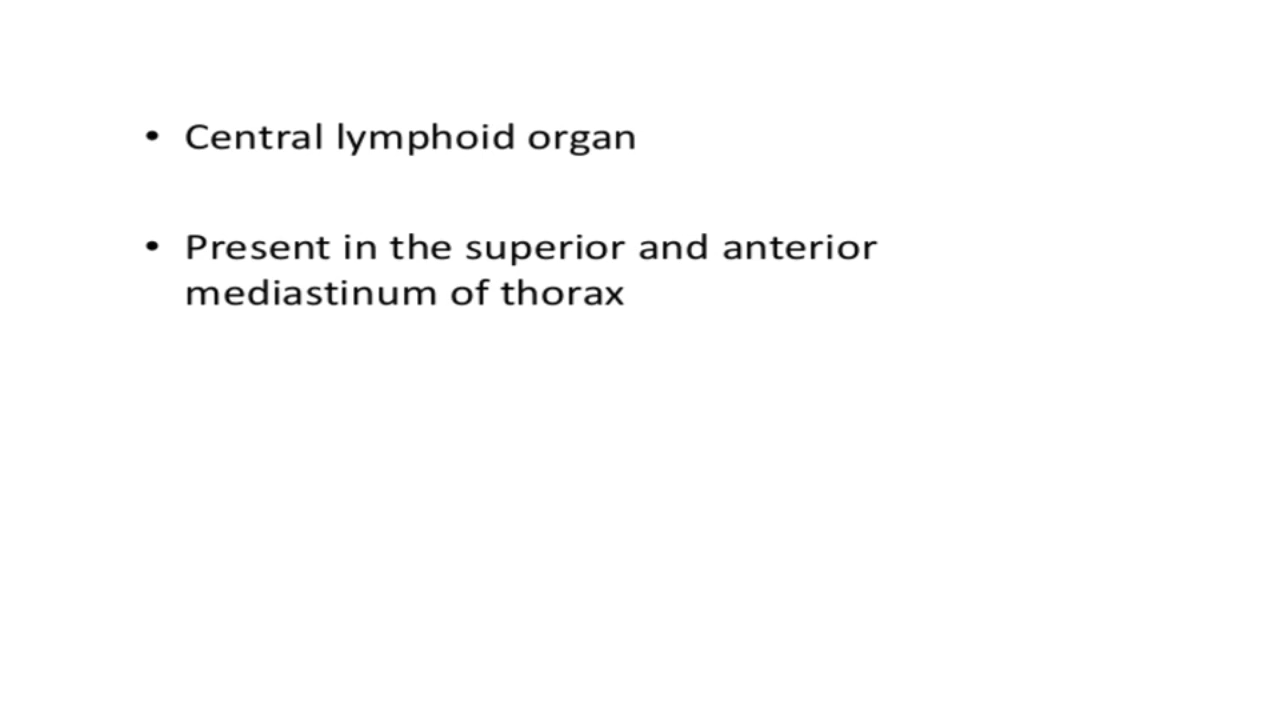 • Central lymphoid organ
• Present in the superior and anterior
mediastinum of thorax